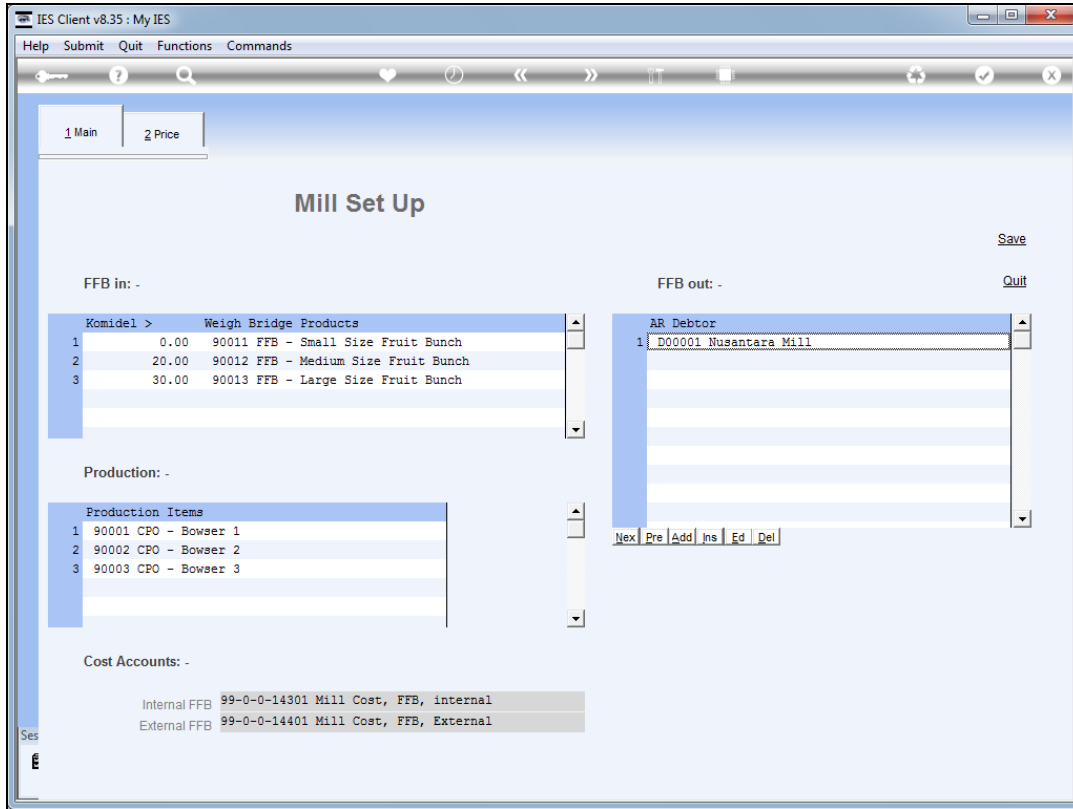 IES Client v8.35 : My IES
Help Submit Quit Functions Commands
1 Main
2 Price
Mill Set Up
Save
Quit
FFB in: -
Komidel > Weigh Bridge Products
1 0.00 90011 FFB - Small Size Fruit Bunch
2 20.00 90012 FFB - Medium Size Fruit Bunch
3 30.00 90013 FFB - Large Size Fruit Bunch
FFB out: -
AR Debtor
1 D00001 Nusantara Mill
Nex Pre Add Ins Ed Del
Production: -
Production Items
1 90001 CPO - Bowser 1
2 90002 CPO - Bowser 2
3 90003 CPO - Bowser 3
Cost Accounts: -
Internal FFB 99-0-0-14301 Mill Cost, FFB, internal
External FFB 99-0-0-14401 Mill Cost, FFB, External
Ses